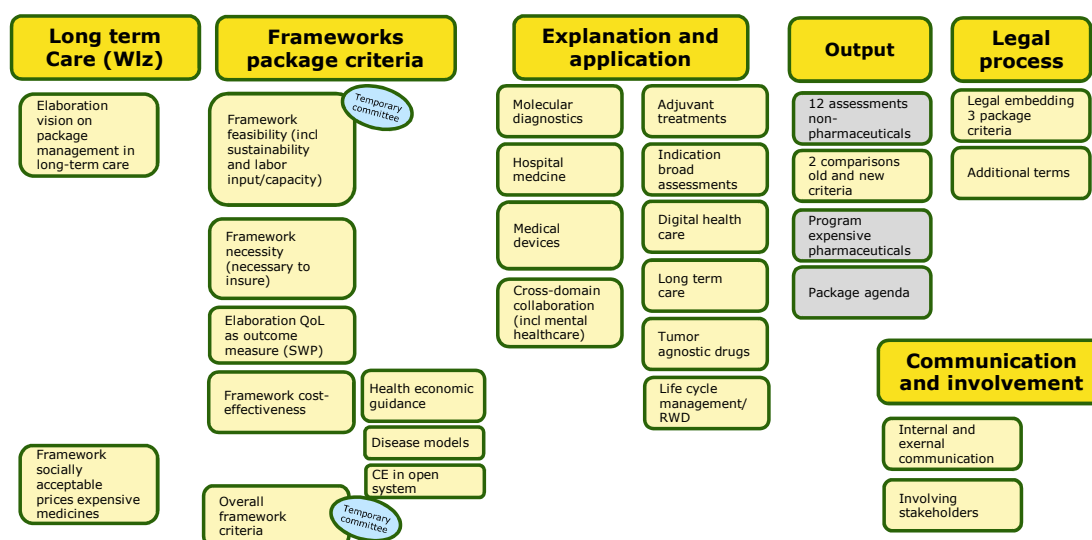 Long term
Care (Wlz)
Elaboration
vision on
package
management in
long-term care
Framework
socially
acceptable
prices expensive
medicines
Frameworks
package criteria
Temporary
committee
Framework
feasibility (incl
sustainability
and labor
input/capacity)
Framework
necessity
(necessary to
insure)
Elaboration QoL
as outcome
measure (SWP)
Framework cost-
effectiveness
Health economic
guidance
Disease models
CE in open
system
Overall
framework
criteria
Temporary
committee
Explanation and
application
Molecular
diagnostics
Hospital
medcine
Medical
devices
Cross-domain
collaboration
(incl mental
healthcare)
Adjuvant
treatments
Indication
broad
assessments
Digital health
care
Long term
care
Tumor
agnostic drugs
Life cycle
management/
RWD
Output
12 assessments
non-
pharmaceuticals
2 comparisons
old and new
criteria
Program
expensive
pharmaceuticals
Package agenda
Legal
process
Legal embedding
3 package
criteria
Additional terms
Communication
and involvement
Internal and
exernal
communication
Involving
stakeholders